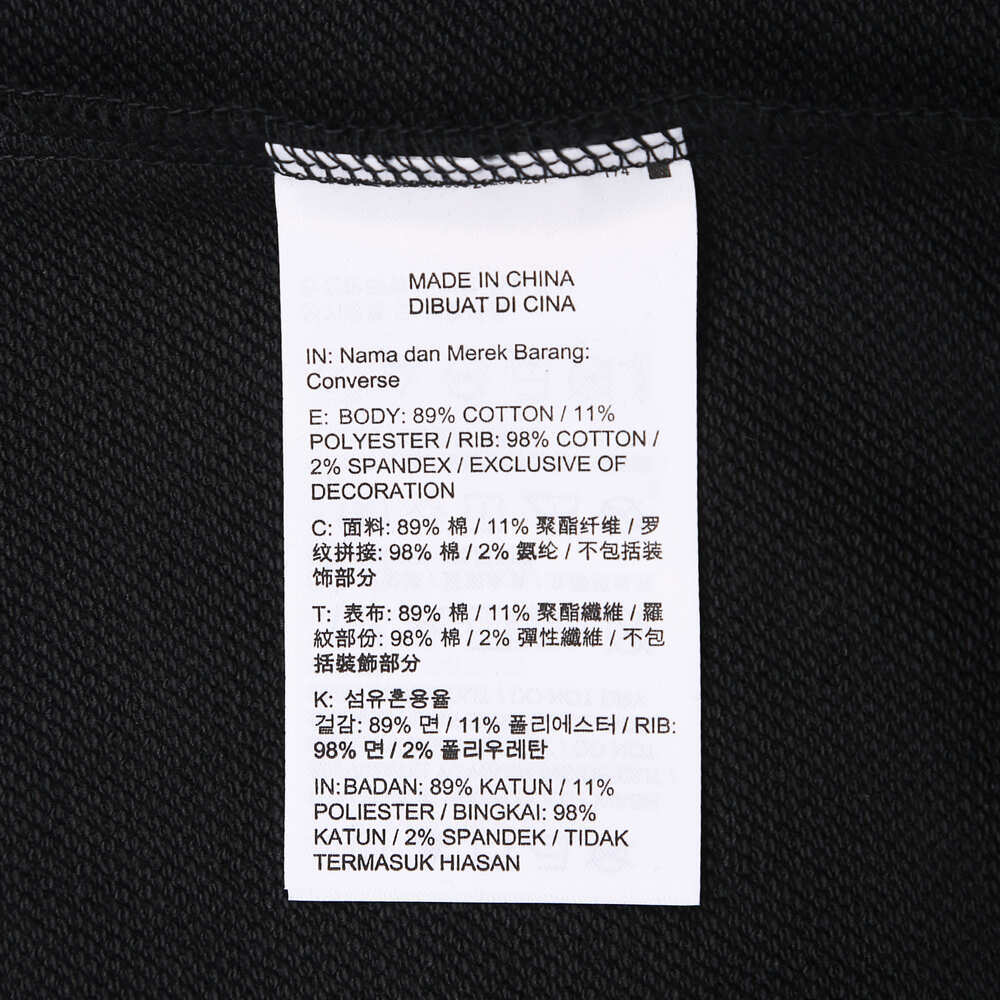 MADE IN CHINA
DIBUAT DI CINA
IN: Nama dan Merek Barang:
Converse
E: BODY: 89% COTTON / 11%
POLYESTER / RIB: 98% COTTON /
2% SPANDEX / EXCLUSIVE OF
DECORATION
C: 面料: 89% 棉 / 11% 聚酯纤维 / 罗
纹拼接: 98% 棉 / 2% 氨纶 / 不包括装
饰部分
T: 表布: 89% 棉 / 11% 聚酯纖維 / 羅
紋部份: 98% 棉 / 2% 彈性纖維 / 不包
括裝飾部分
K: 섬유혼용율
겉감: 89% 면 / 11% 폴리에스터 / RIB:
98% 면 / 2% 폴리우레탄
IN:BADAN: 89% KATUN / 11%
POLIESTER / BINGKAI: 98%
KATUN / 2% SPANDEK / TIDAK
TERMASUK HIASAN